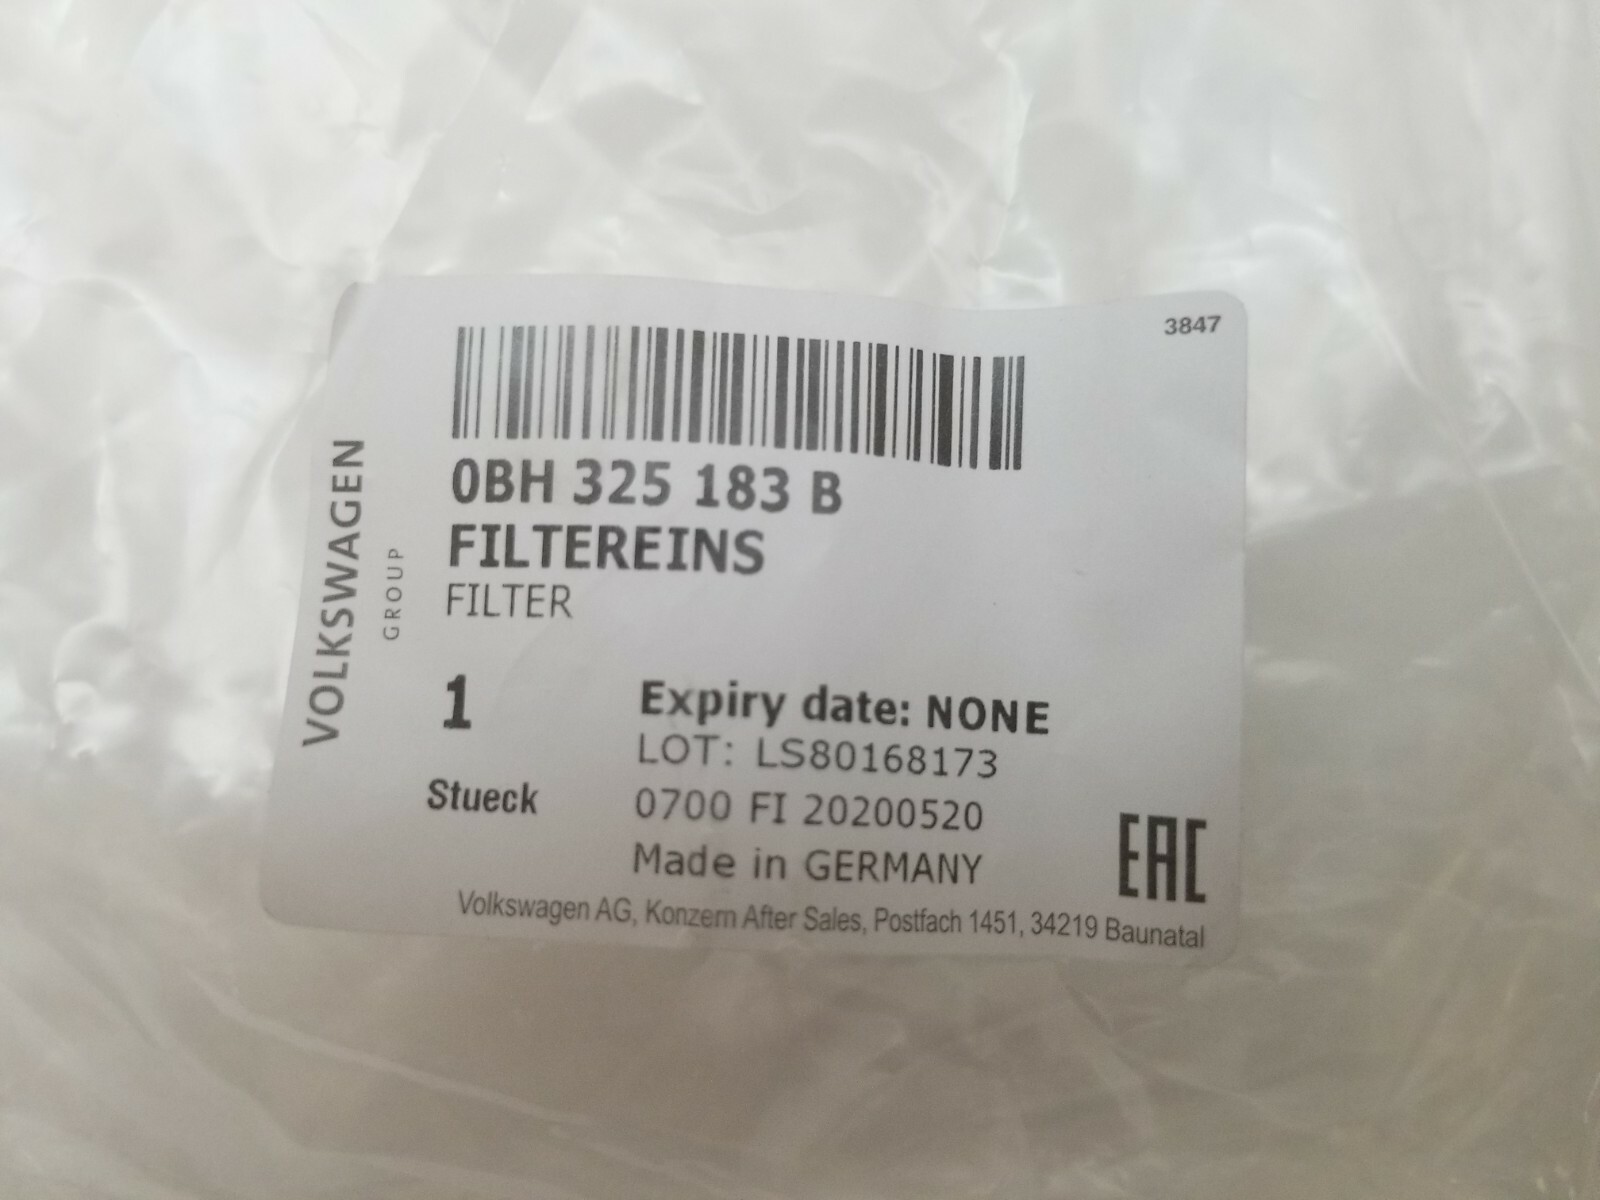 3847
VOLKSWAGEN
GROUP
0BH 325 183 B
FILTEREINS
FILTER
1
Stueck
Expiry date: NONE
LOT: LS80168173
0700 FI 20200520
Made in GERMANY
EAC
Volkswagen AG, Konzern After Sales, Postfach 1451, 34219 Baunatal